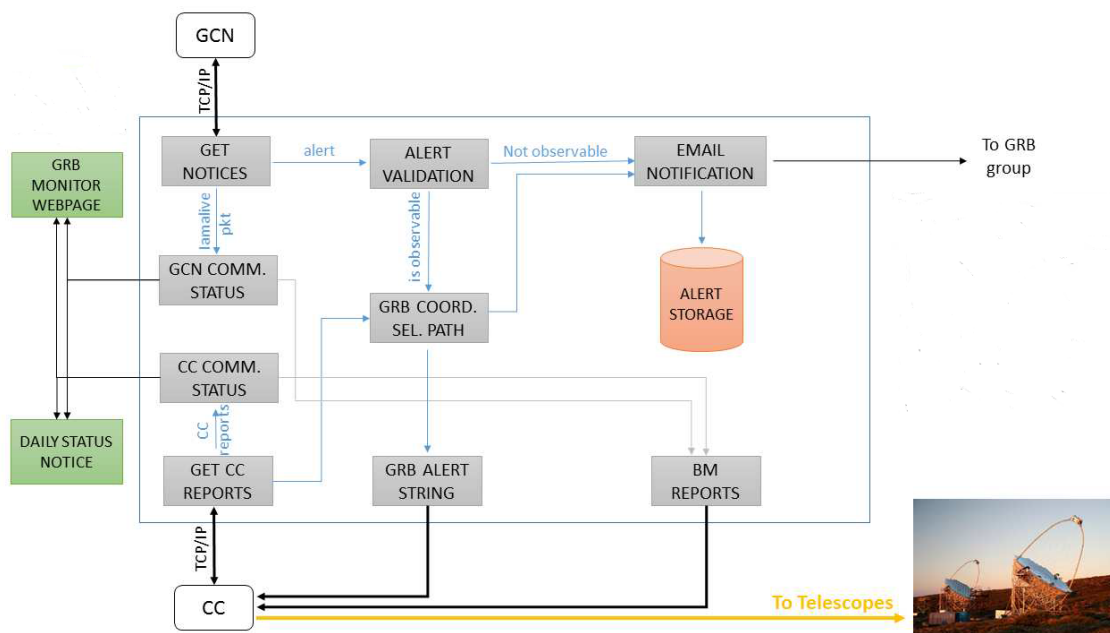 GCN
TCP/IP
GET
NOTICES
alert
ALERT
VALIDATION
Not observable
EMAIL
NOTIFICATION
To GRB
group
GRB
MONITOR
WEBPAGE
Iamalive
pkt
is observable
GCN COMM.
STATUS
GRB COORD.
SEL. PATH
ALERT
STORAGE
CC COMM.
STATUS
CC
reports
DAILY STATUS
NOTICE
GET CC
REPORTS
GRB ALERT
STRING
BM
REPORTS
TCP/IP
CC
To Telescopes